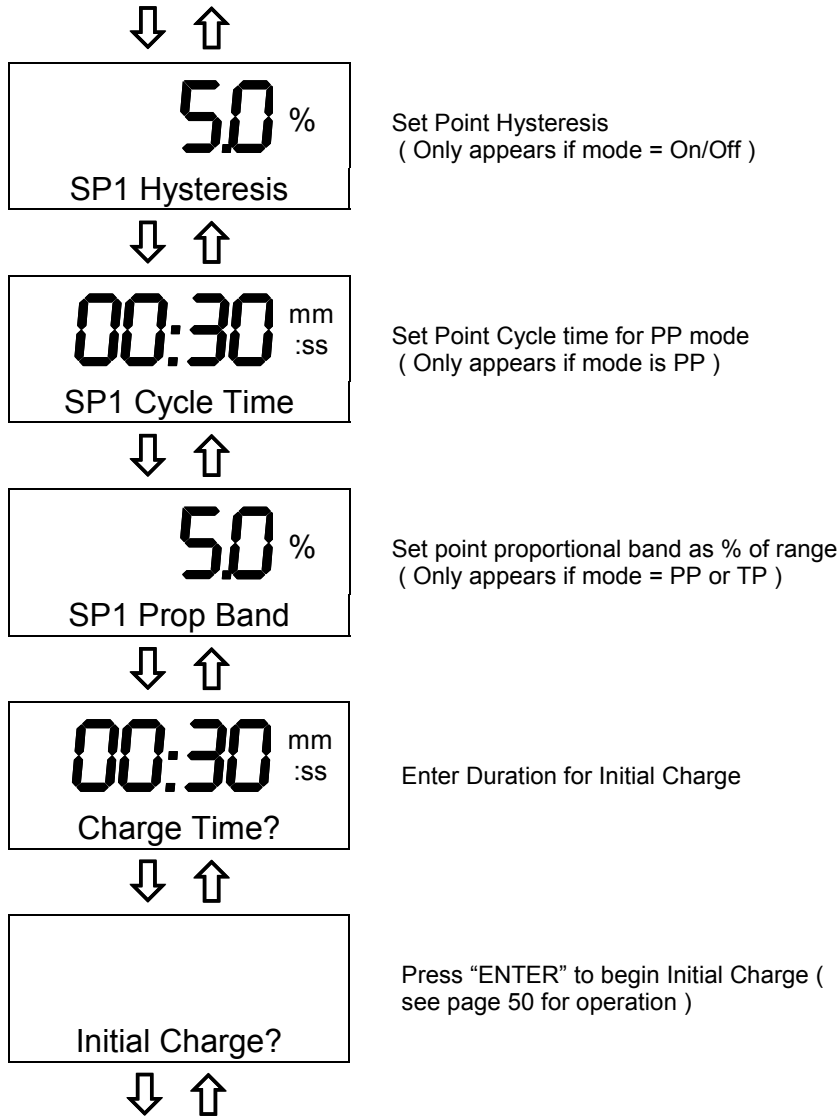 5.0 %
SP1 Hysteresis
Set Point Hysteresis
( Only appears if mode = On/Off )
00:30 mm
:ss
SP1 Cycle Time
Set Point Cycle time for PP mode
( Only appears if mode is PP )
5.0 %
SP1 Prop Band
Set point proportional band as % of range
( Only appears if mode = PP or TP )
00:30 mm
:ss
Charge Time?
Enter Duration for Initial Charge
Initial Charge?
Press “ENTER” to begin Initial Charge (
see page 50 for operation )